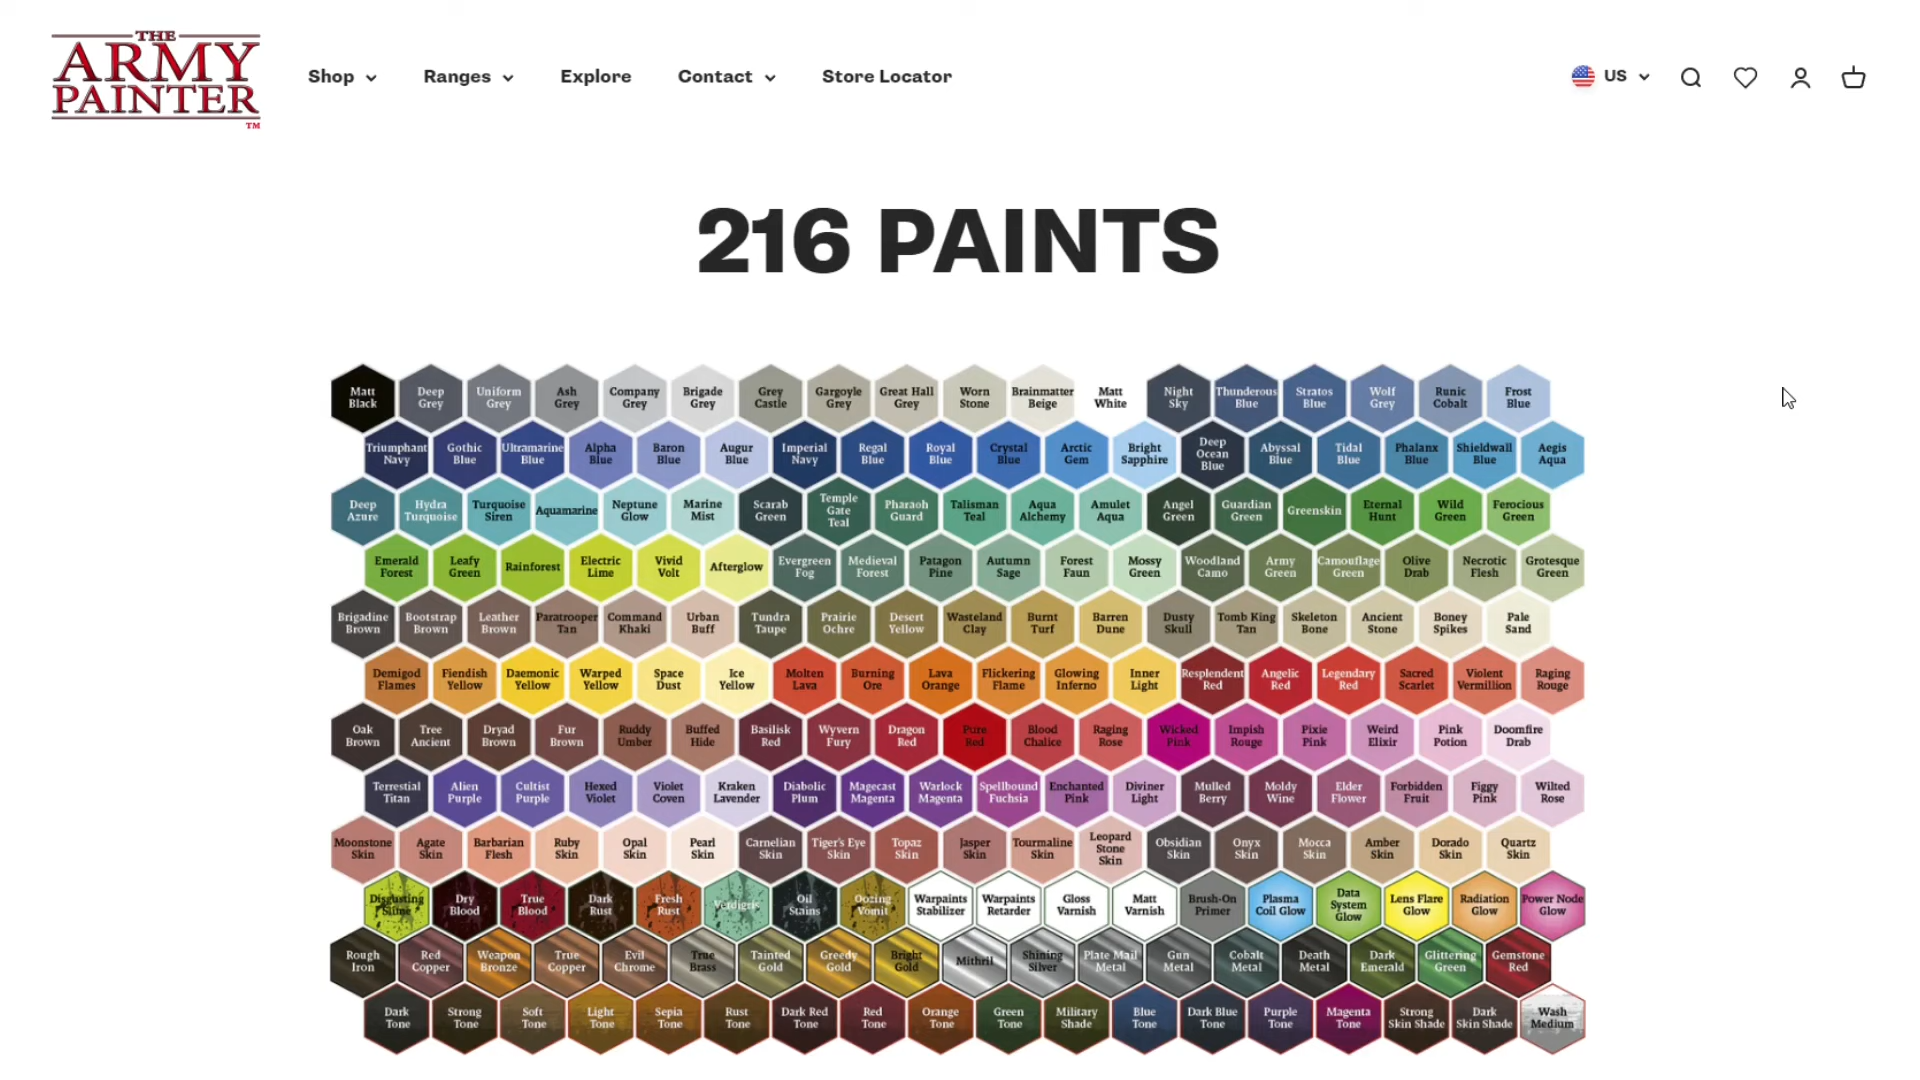 THE
ARMY
PAINTER
TM
Shop
Ranges
Explore
Contact
Store Locator
US
216 PAINTS
Matt Black
Deep Grey
Uniform Grey
Ash Grey
Company Grey
Brigade Grey
Grey Castle
Gargoyle Grey
Great Hall Grey
Worn Stone
Brainmatter Beige
Matt White
Night Sky
Thunderous Blue
Stratos Blue
Wolf Grey
Runic Cobalt
Frost Blue
Triumphant Navy
Gothic Blue
Ultramarine Blue
Alpha Blue
Baron Blue
Augur Blue
Imperial Navy
Regal Blue
Royal Blue
Crystal Blue
Arctic Gem
Bright Sapphire
Deep Ocean Blue
Abyssal Blue
Tidal Blue
Phalanx Blue
Shieldwall Blue
Aegis Aqua
Deep Azure
Hydra Turquoise
Turquoise Siren
Aquamarine
Neptune Glow
Marine Mist
Scarab Green
Temple Gate Teal
Pharaoh Guard
Talisman Teal
Aqua Alchemy
Amulet Aqua
Angel Green
Guardian Green
Greenskin
Eternal Hunt
Wild Green
Ferocious Green
Emerald Forest
Leafy Green
Rainforest
Electric Lime
Vivid Volt
Afterglow
Evergreen Fog
Medieval Forest
Patagon Pine
Autumn Sage
Forest Faun
Mossy Green
Woodland Camo
Army Green
Camouflage Green
Olive Drab
Necrotic Flesh
Grotesque Green
Brigadine Brown
Bootstrap Brown
Leather Brown
Paratrooper Tan
Command Khaki
Urban Buff
Tundra Taupe
Prairie Ochre
Desert Yellow
Wasteland Clay
Burnt Turf
Barren Dune
Dusty Skull
Tomb King Tan
Skeleton Bone
Ancient Stone
Boney Spikes
Pale Sand
Demigod Flames
Fiendish Yellow
Daemonic Yellow
Warped Yellow
Space Dust
Ice Yellow
Molten Lava
Burning Ore
Lava Orange
Flickering Flame
Glowing Inferno
Inner Light
Resplendent Red
Angelic Red
Legendary Red
Sacred Scarlet
Violent Vermillion
Raging Rouge
Oak Brown
Tree Ancient
Dryad Brown
Fur Brown
Ruddy Umber
Buffed Hide
Basilisk Red
Wyvern Fury
Dragon Red
Pure Red
Blood Chalice
Raging Rose
Wicked Pink
Impish Rouge
Pixie Pink
Weird Elixir
Pink Potion
Doomfire Drab
Terrestial Titan
Alien Purple
Cultist Purple
Hexed Violet
Violet Coven
Kraken Lavender
Diabolic Plum
Magecast Magenta
Warlock Magenta
Spellbound Fuchsia
Enchanted Pink
Diviner Light
Mulled Berry
Moldy Wine
Elder Flower
Forbidden Fruit
Figgy Pink
Wilted Rose
Moonstone Skin
Agate Skin
Barbarian Flesh
Ruby Skin
Opal Skin
Pearl Skin
Carnelian Skin
Tiger's Eye Skin
Topaz Skin
Jasper Skin
Tourmaline Skin
Leopard Stone Skin
Obsidian Skin
Onyx Skin
Mocca Skin
Amber Skin
Dorado Skin
Quartz Skin
Disgusting Slime
Dry Blood
True Blood
Dark Rust
Fresh Rust
Verdigris
Oil Stains
Oozing Vomit
Warpaints Stabilizer
Warpaints Retarder
Gloss Varnish
Matt Varnish
Brush-On Primer
Plasma Coil Glow
Data System Glow
Lens Flare Glow
Radiation Glow
Power Node Glow
Rough Iron
Red Copper
Weapon Bronze
True Copper
Evil Chrome
True Brass
Tainted Gold
Greedy Gold
Bright Gold
Mithril
Shining Silver
Plate Mail Metal
Gun Metal
Cobalt Metal
Death Metal
Dark Emerald
Glittering Green
Gemstone Red
Dark Tone
Strong Tone
Soft Tone
Light Tone
Sepia Tone
Rust Tone
Dark Red Tone
Red Tone
Orange Tone
Green Tone
Military Shade
Blue Tone
Dark Blue Tone
Purple Tone
Magenta Tone
Strong Skin Shade
Dark Skin Shade
Wash Medium